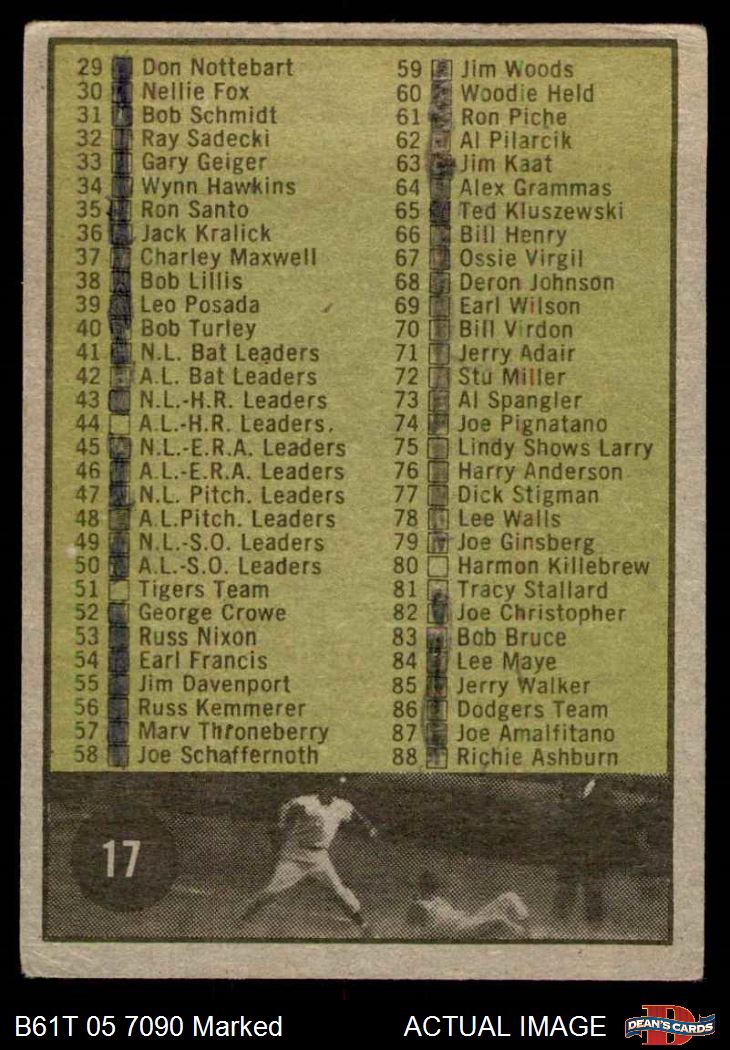 29 Don Nottebart
30 Nellie Fox
31 Bob Schmidt
32 Ray Sadecki
33 Gary Geiger
34 Wynn Hawkins
35 Ron Santo
36 Jack Kralick
37 Charley Maxwell
38 Bob Lillis
39 Leo Posada
40 Bob Turley
41 N.L. Bat Leaders
42 A.L. Bat Leaders
43 N.L.-H.R. Leaders
44 A.L.-H.R. Leaders.
45 N.L.-E.R.A. Leaders
46 A.L.-E.R.A. Leaders
47 N.L. Pitch. Leaders
48 A.L.Pitch. Leaders
49 N.L.-S.O. Leaders
50 A.L.-S.O. Leaders
51 Tigers Team
52 George Crowe
53 Russ Nixon
54 Earl Francis
55 Jim Davenport
56 Russ Kemmerer
57 Marv Throneberry
58 Joe Schaffernoth
59 Jim Woods
60 Woodie Held
61 Ron Piche
62 Al Pilarcik
63 Jim Kaat
64 Alex Grammas
65 Ted Kluszewski
66 Bill Henry
67 Ossie Virgil
68 Deron Johnson
69 Earl Wilson
70 Bill Virdon
71 Jerry Adair
72 Stu Miller
73 Al Spangler
74 Joe Pignatano
75 Lindy Shows Larry
76 Harry Anderson
77 Dick Stigman
78 Lee Walls
79 Joe Ginsberg
80 Harmon Killebrew
81 Tracy Stallard
82 Joe Christopher
83 Bob Bruce
84 Lee Maye
85 Jerry Walker
86 Dodgers Team
87 Joe Amalfitano
88 Richie Ashburn
17
B61T 05 7090 Marked
ACTUAL IMAGE
D
DEAN'S CARDS